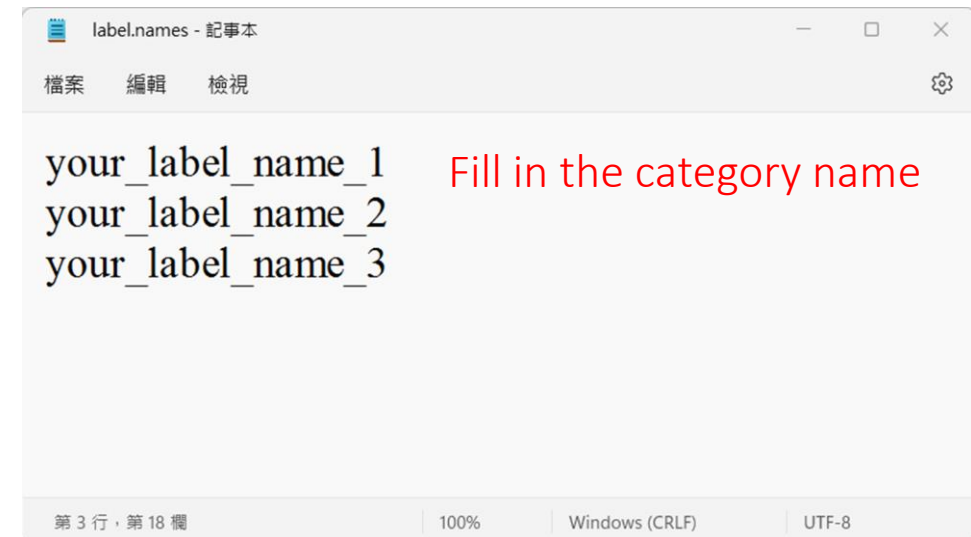 label.names - 記事本
檔案 編輯 檢視
your_label_name_1
Fill in the category name
your_label_name_2
your_label_name_3
第 3 行，第 18 欄 100% Windows (CRLF) UTF-8